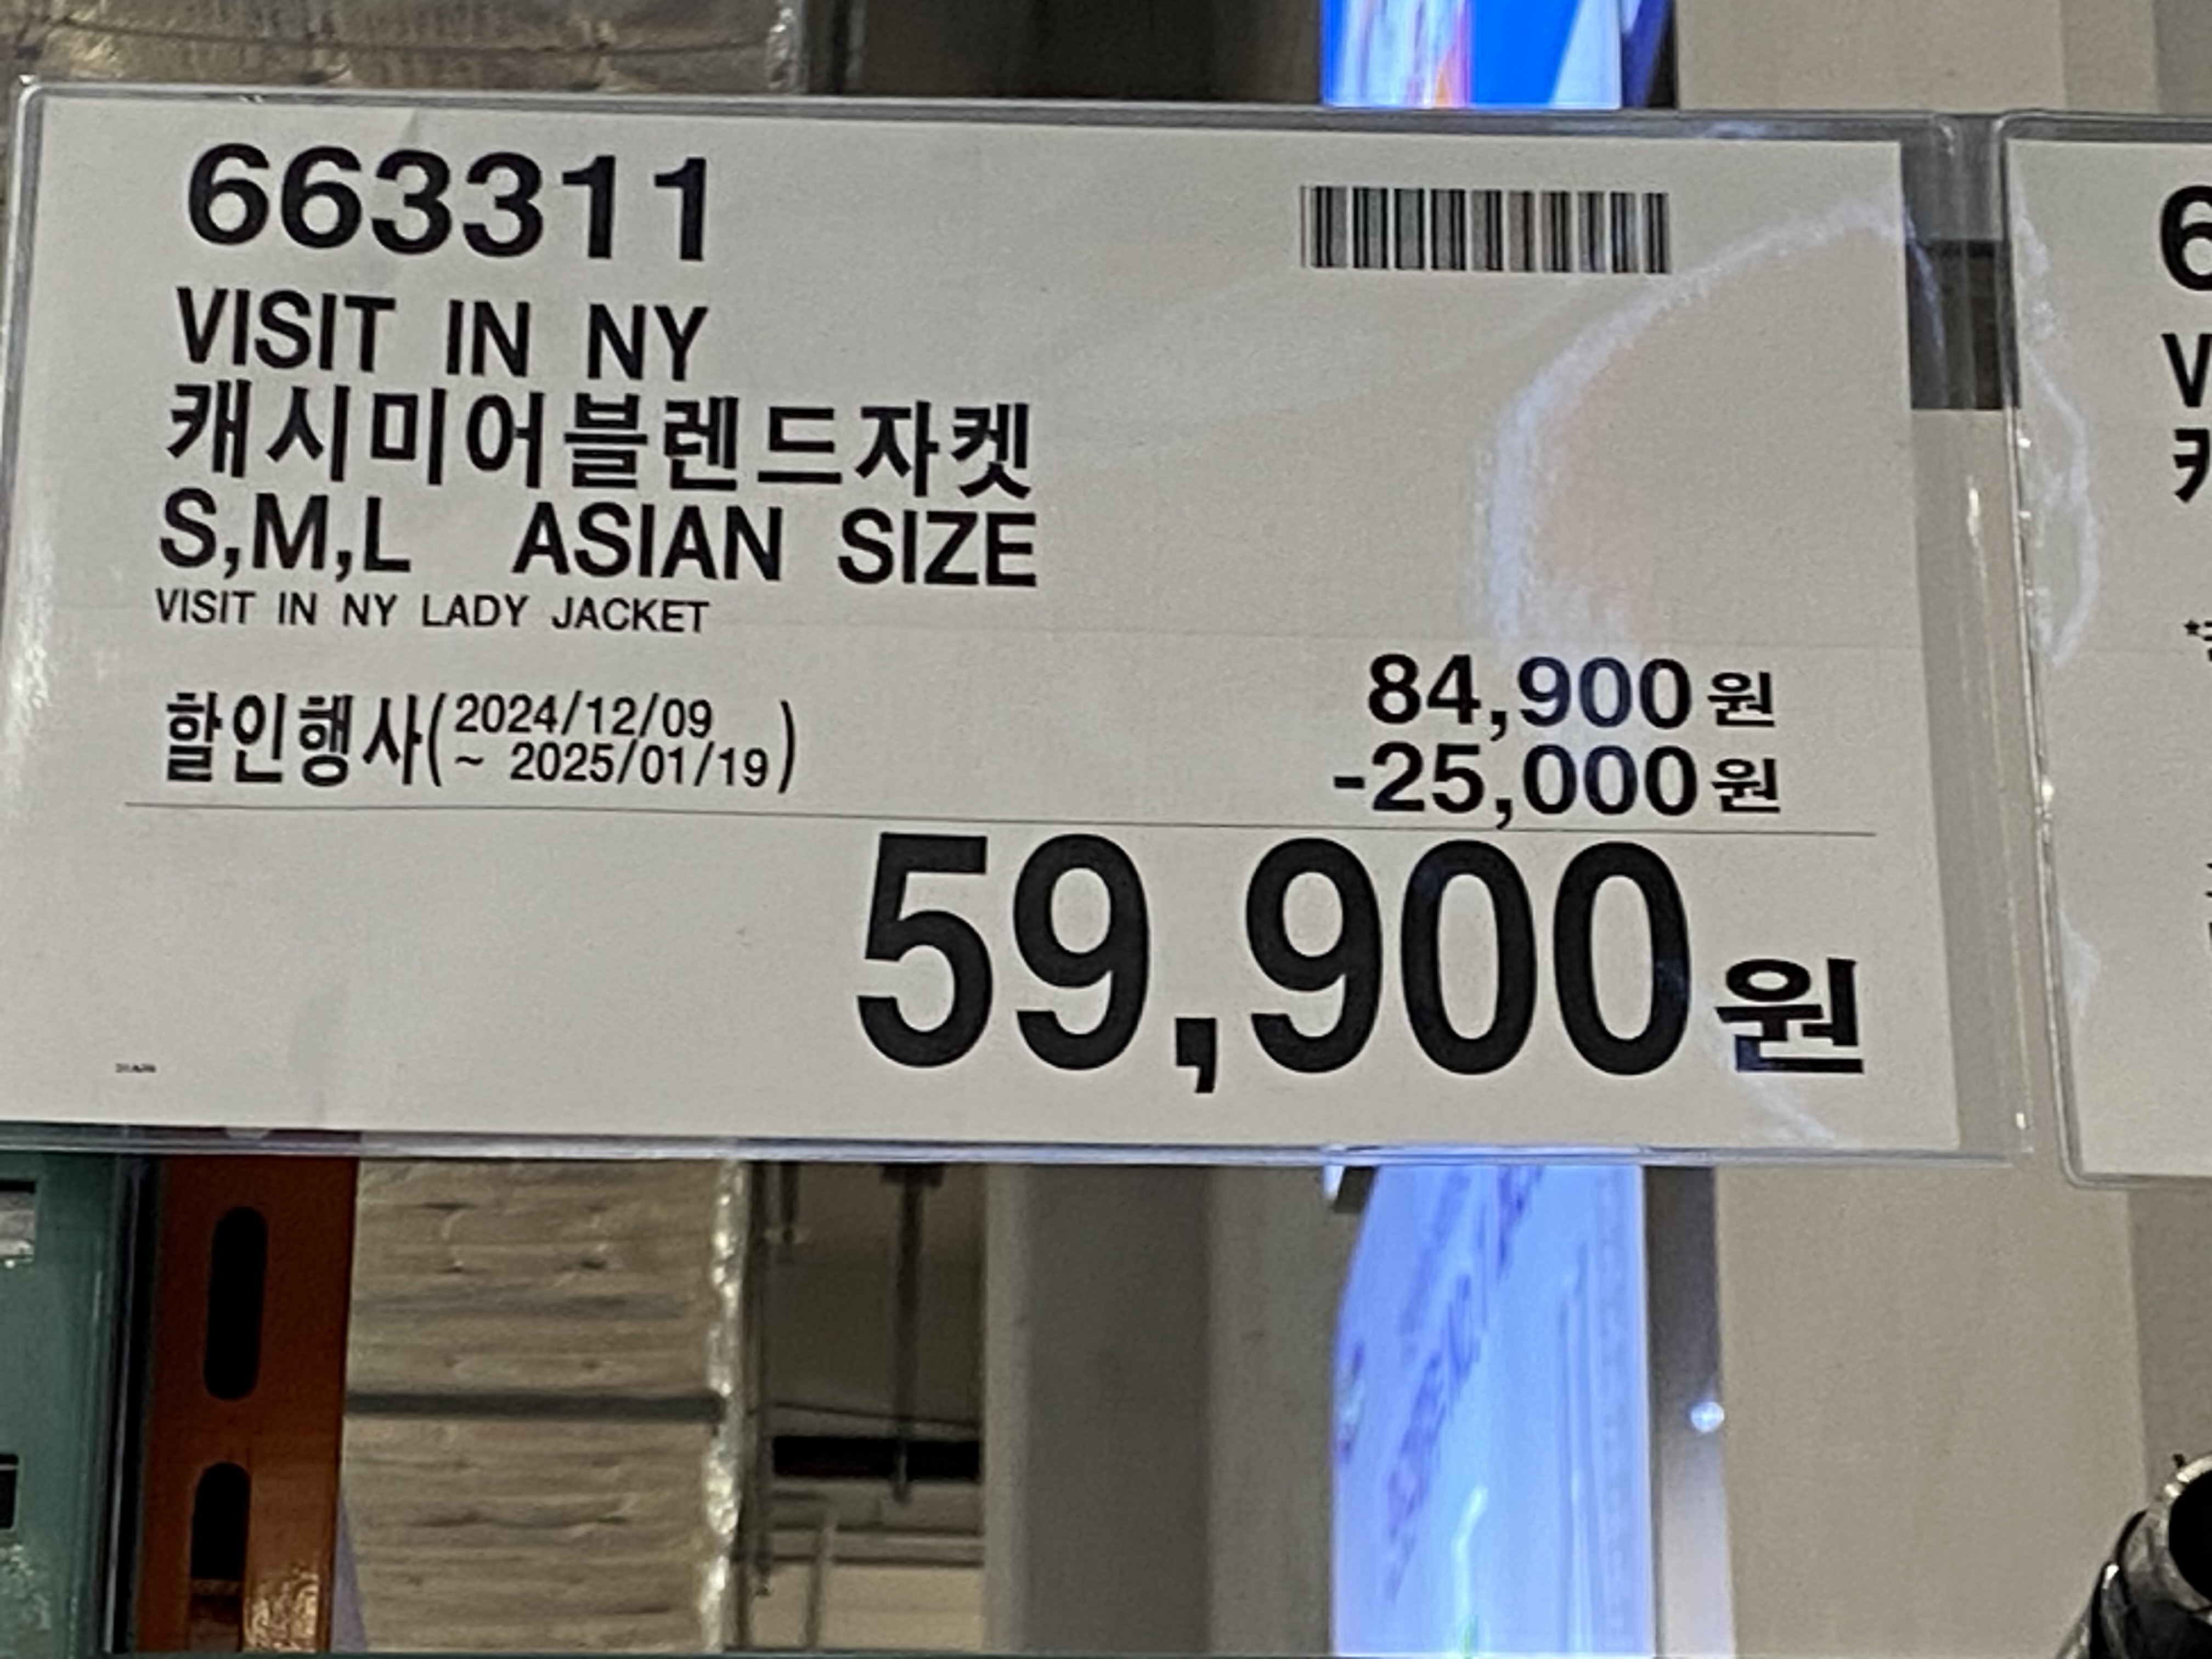 663311
VISIT IN NY
캐시미어블렌드자켓
S,M,L ASIAN SIZE
VISIT IN NY LADY JACKET
84,900원
할인행사(2024/12/09
~ 2025/01/19)
-25,000원
59,900원